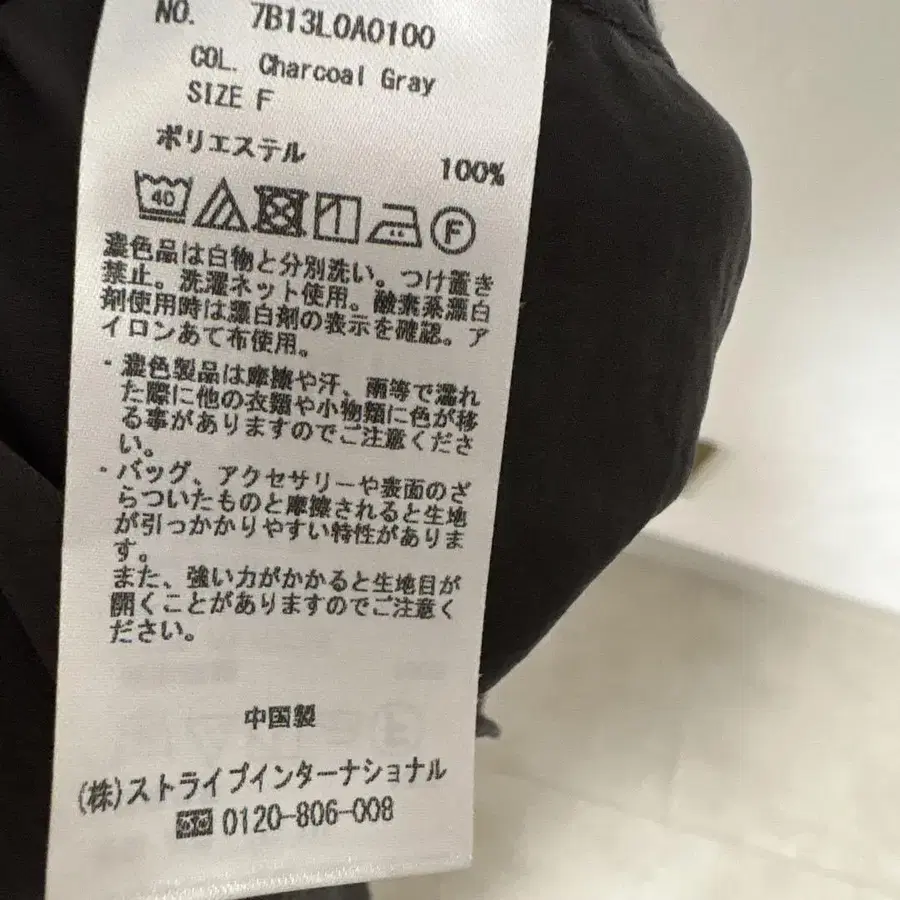 NO. 7B13L0A0100
COL. Charcoal Gray
SIZE F
ポリエステル 100%
40 F
濃色品は白物と分別洗い。つけ置き
禁止。洗濯ネット使用。酸素系漂白
剤使用時は漂白剤の表示を確認。ア
イロンあて布使用。
・濃色製品は摩擦や汗、雨等で濡れ
た際に他の衣類や小物類に色が移
る事がありますのでご注意くださ
い。
・バッグ、アクセサリーや表面のざ
らついたものと摩擦されると生地
が引っかかりやすい特性がありま
す。
また、強い力がかかると生地目が
開くことがありますのでご注意く
ださい。
中国製
(株)ストライプインターナショナル
0120-806-008